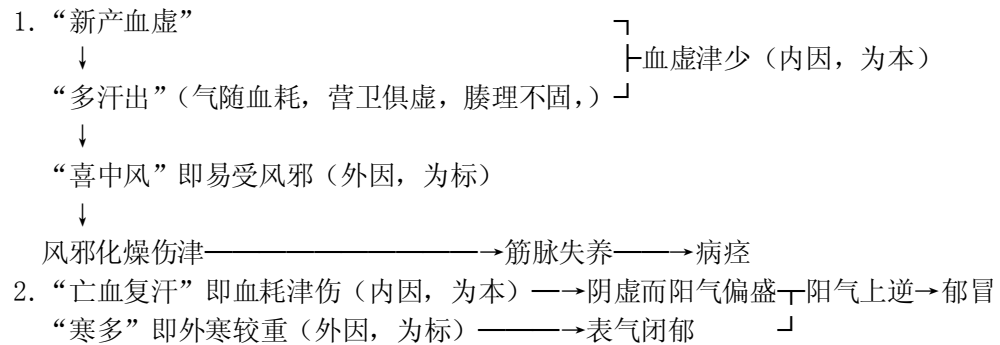 1.“新产血虚” ┐
↓ ├血虚津少（内因，为本）
“多汗出”（气随血耗，营卫俱虚，腠理不固，）┘
↓
“喜中风”即易受风邪（外因，为标）
↓
风邪化燥伤津──────────→筋脉失养───→病痉
2.“亡血复汗”即血耗津伤（内因，为本）─→阴虚而阳气偏盛┬阳气上逆→郁冒
“寒多”即外寒较重（外因，为标）───→表气闭郁 ┘